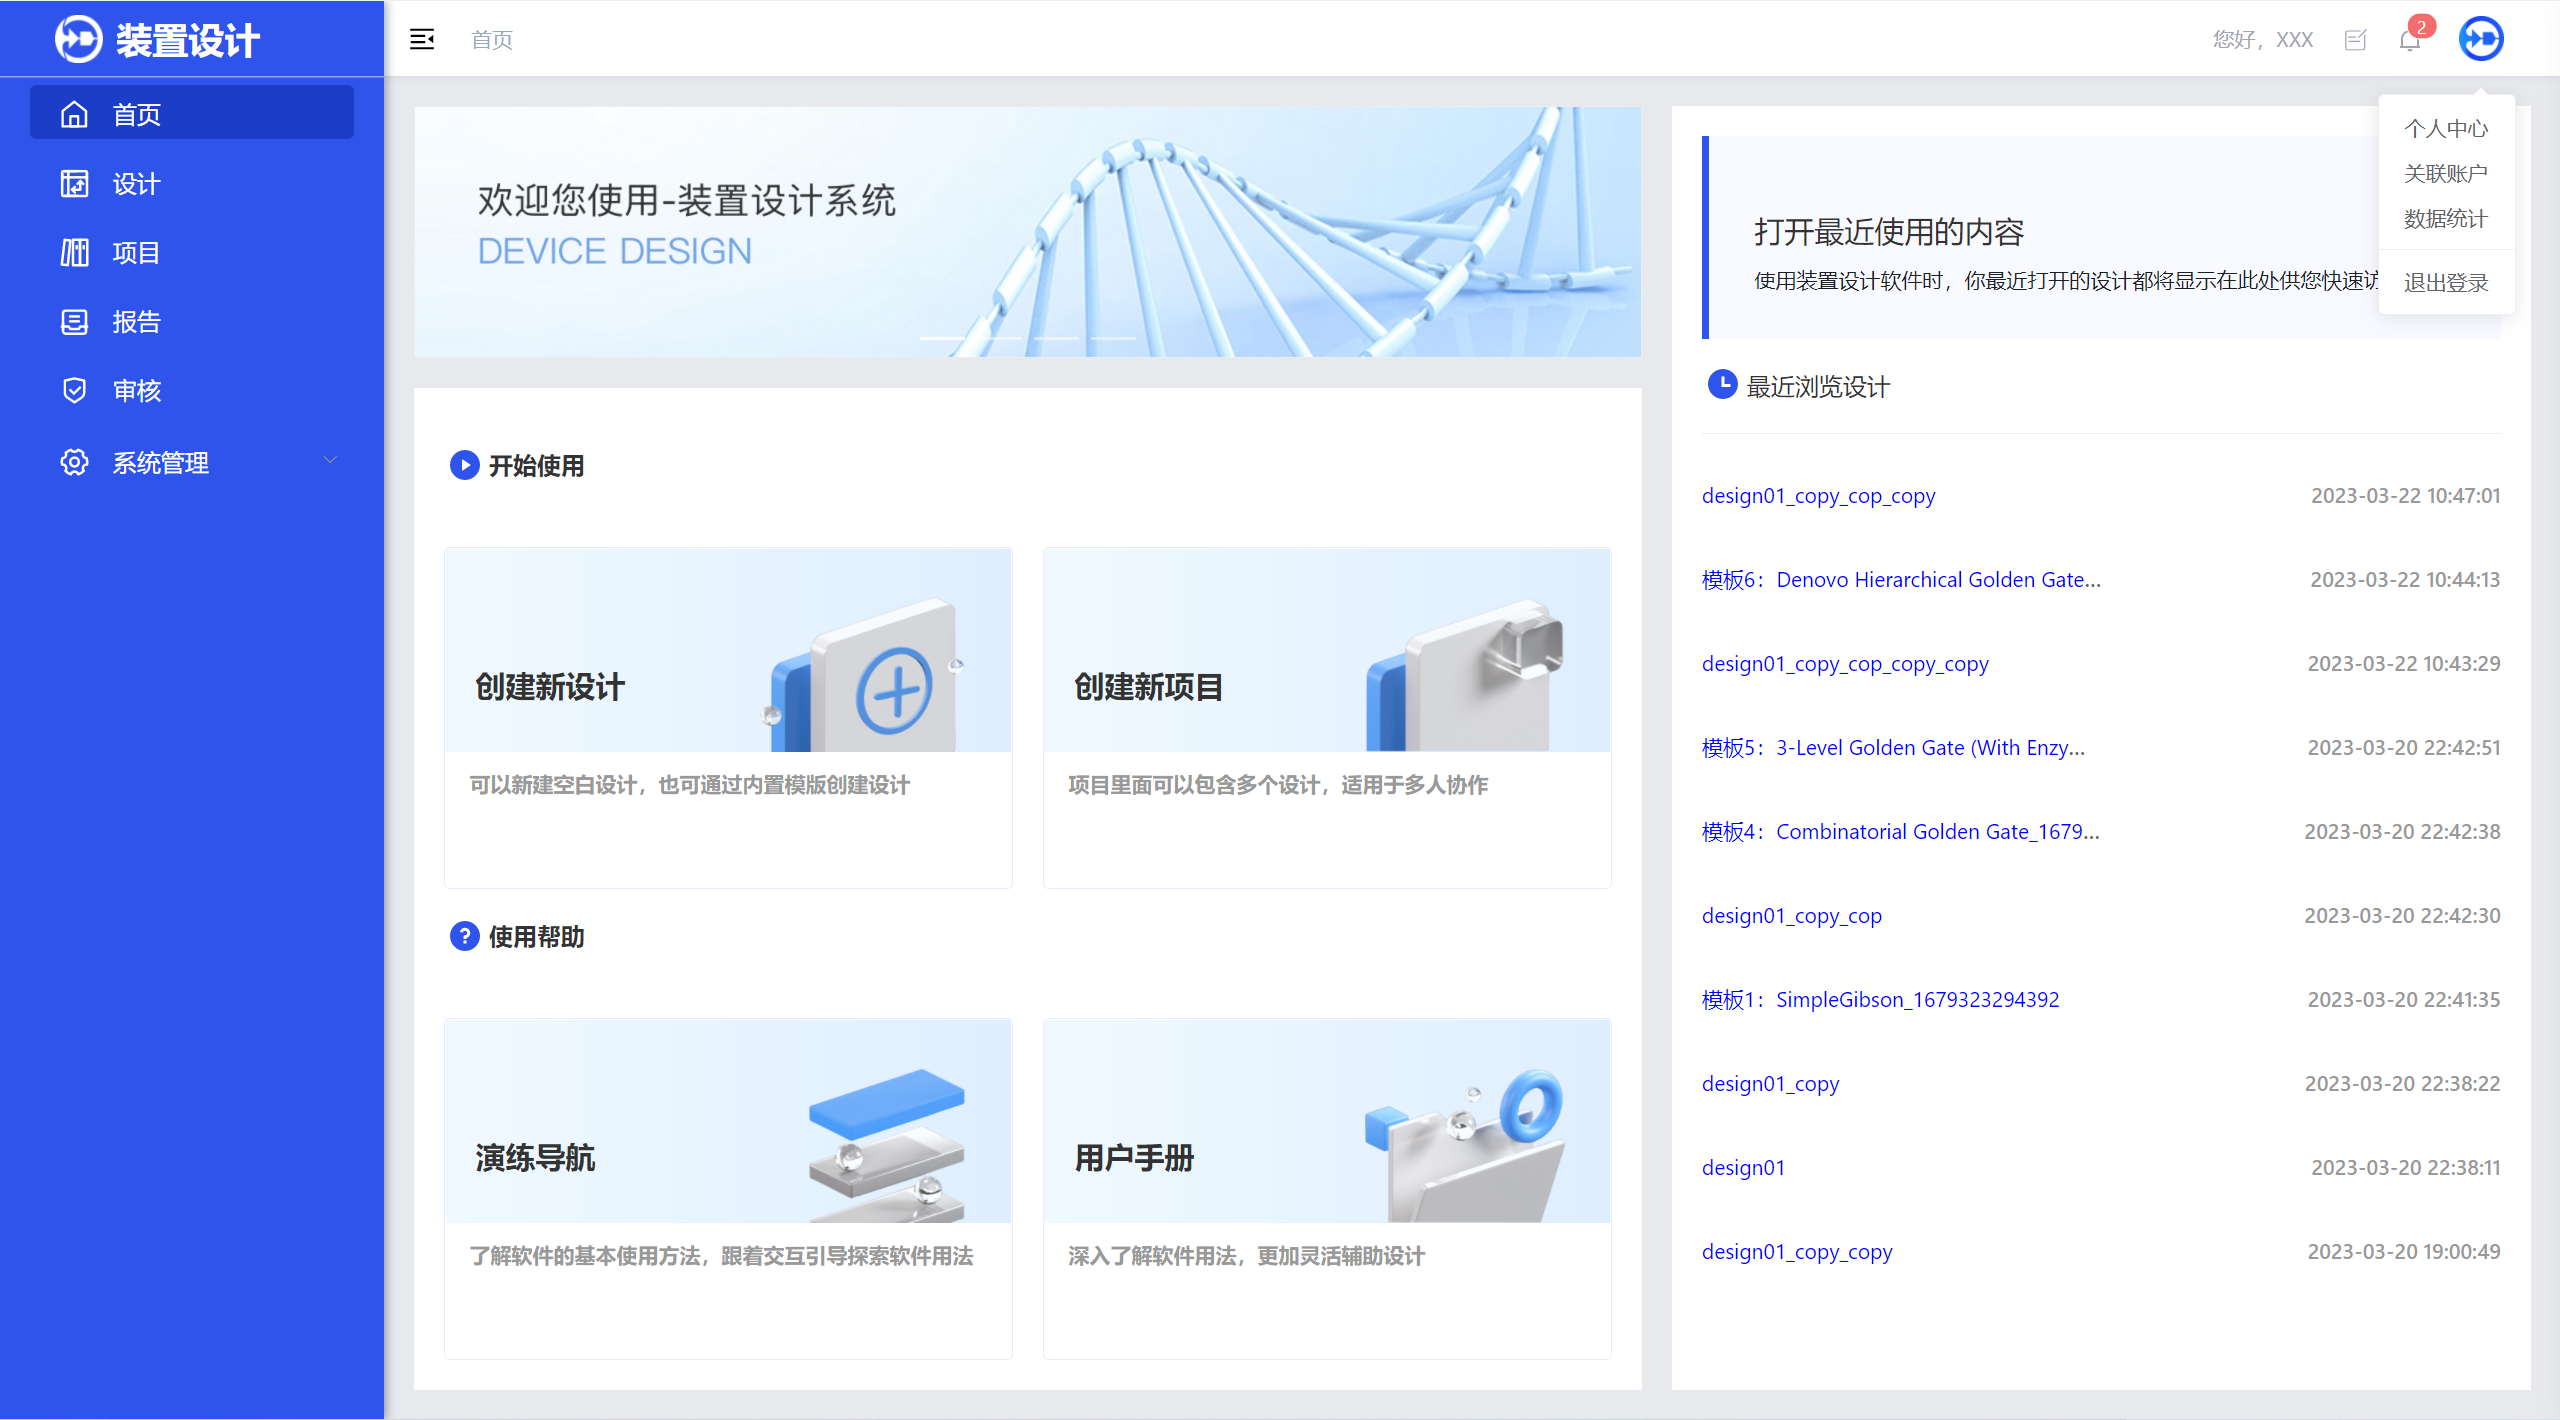 装置设计
首页
设计
项目
报告
审核
系统管理
首页
您好，XXX
2
个人中心
关联账户
数据统计
退出登录
欢迎您使用-装置设计系统
DEVICE DESIGN
开始使用
创建新设计
可以新建空白设计，也可通过内置模版创建设计
创建新项目
项目里面可以包含多个设计，适用于多人协作
使用帮助
演练导航
了解软件的基本使用方法，跟着交互引导探索软件用法
用户手册
深入了解软件用法，更加灵活辅助设计
打开最近使用的内容
使用装置设计软件时，你最近打开的设计都将显示在此处供您快速
最近浏览设计
design01_copy_cop_copy 2023-03-22 10:47:01
模板6：Denovo Hierarchical Golden Gate... 2023-03-22 10:44:13
design01_copy_cop_copy_copy 2023-03-22 10:43:29
模板5：3-Level Golden Gate (With Enzy... 2023-03-20 22:42:51
模板4：Combinatorial Golden Gate_1679... 2023-03-20 22:42:38
design01_copy_cop 2023-03-20 22:42:30
模板1：SimpleGibson_1679323294392 2023-03-20 22:41:35
design01_copy 2023-03-20 22:38:22
design01 2023-03-20 22:38:11
design01_copy_copy 2023-03-20 19:00:49